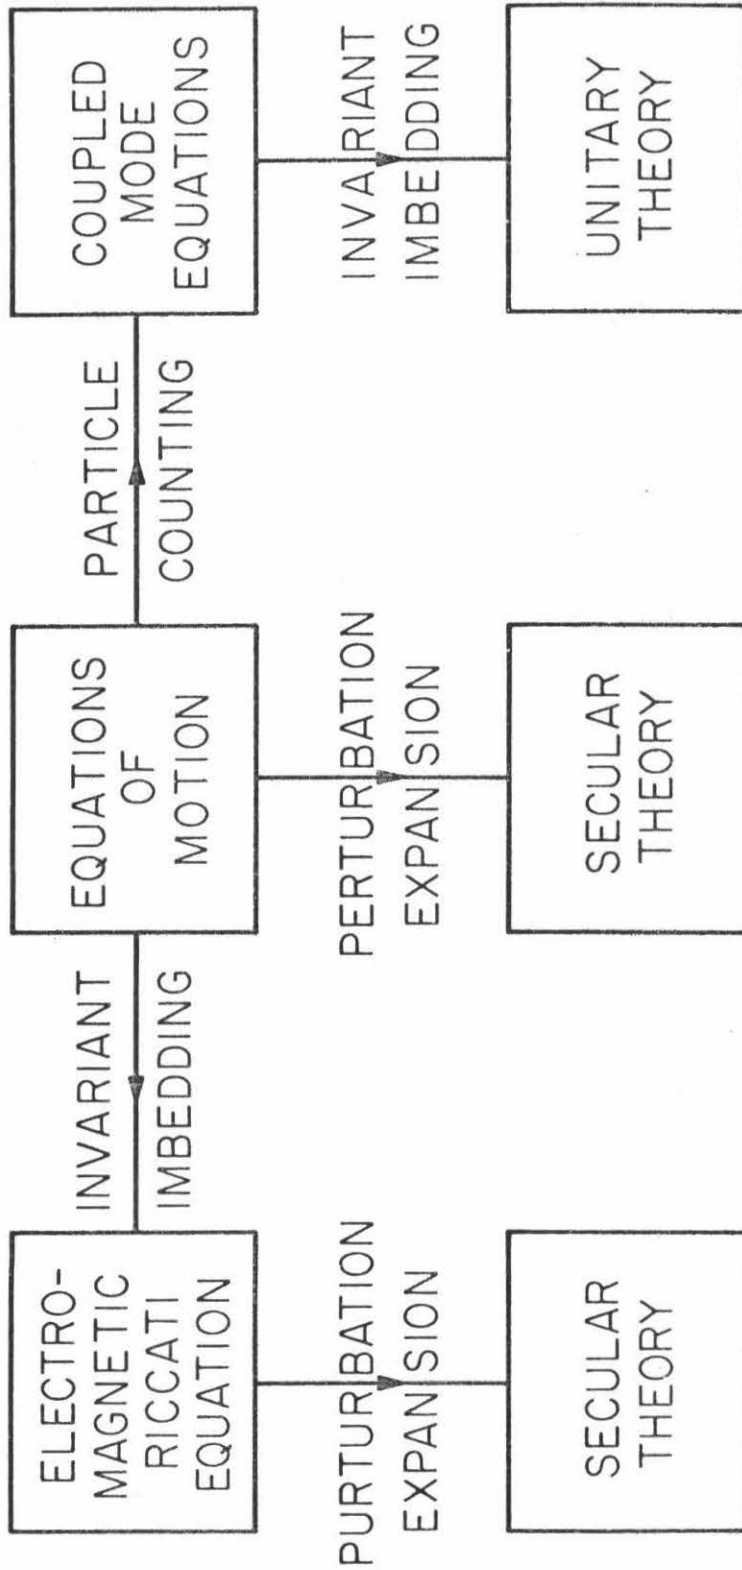 ELECTRO-
MAGNETIC
RICCATI
EQUATION
INVARIANT
IMBEDDING
EQUATIONS
OF
MOTION
PARTICLE
COUNTING
COUPLED
MODE
EQUATIONS
PURTURBATION
EXPANSION
PERTURBATION
EXPANSION
INVARIANT
IMBEDDING
SECULAR
THEORY
SECULAR
THEORY
UNITARY
THEORY